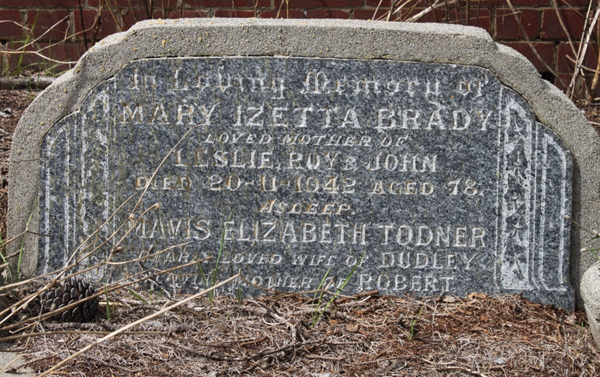 In Loving Memory of
MARY IZETTA BRADY
LOVED MOTHER OF
LESLIE, ROY & JOHN
DIED 20-11-1942 AGED 78.
ASLEEP.
MAVIS ELIZABETH TODNER
LOVED WIFE OF DUDLEY
MOTHER OF ROBERT